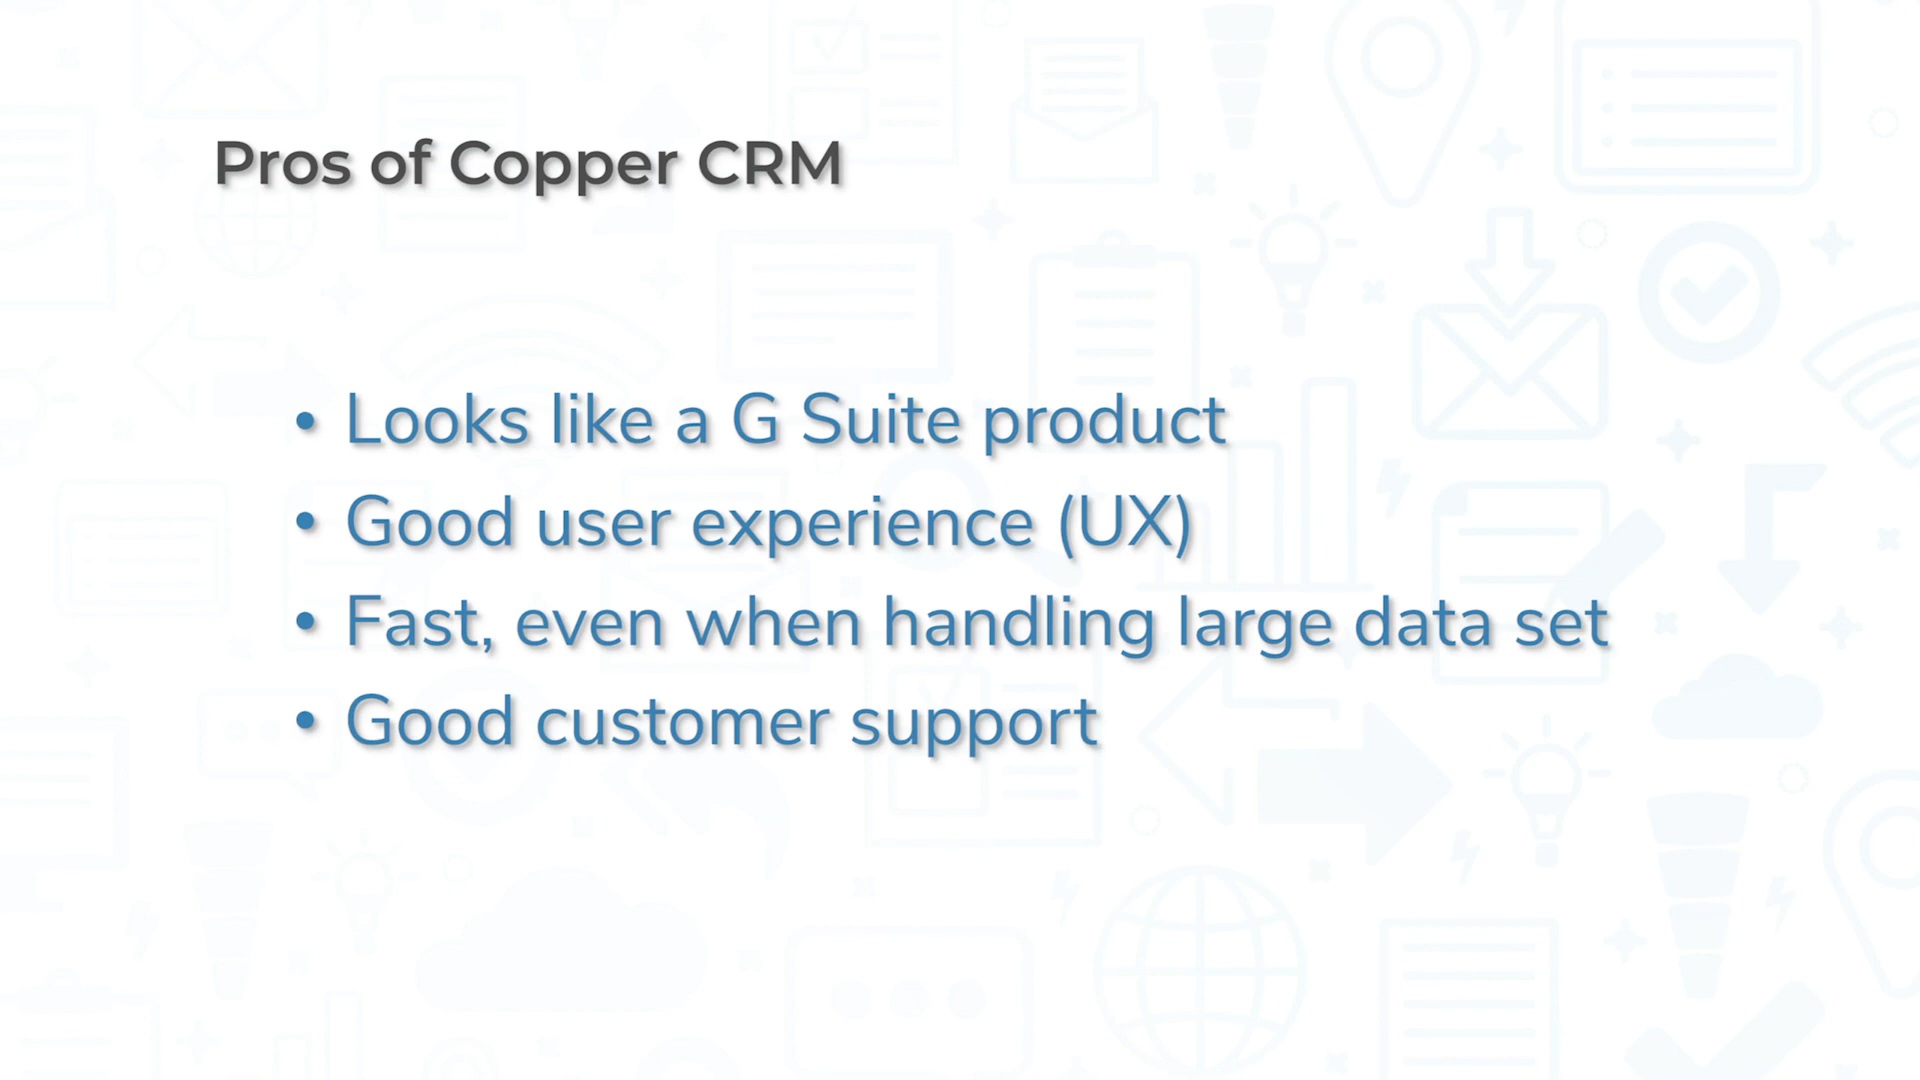 Pros of Copper CRM
• Looks like a G Suite product
• Good user experience (UX)
• Fast, even when handling large data set
• Good customer support